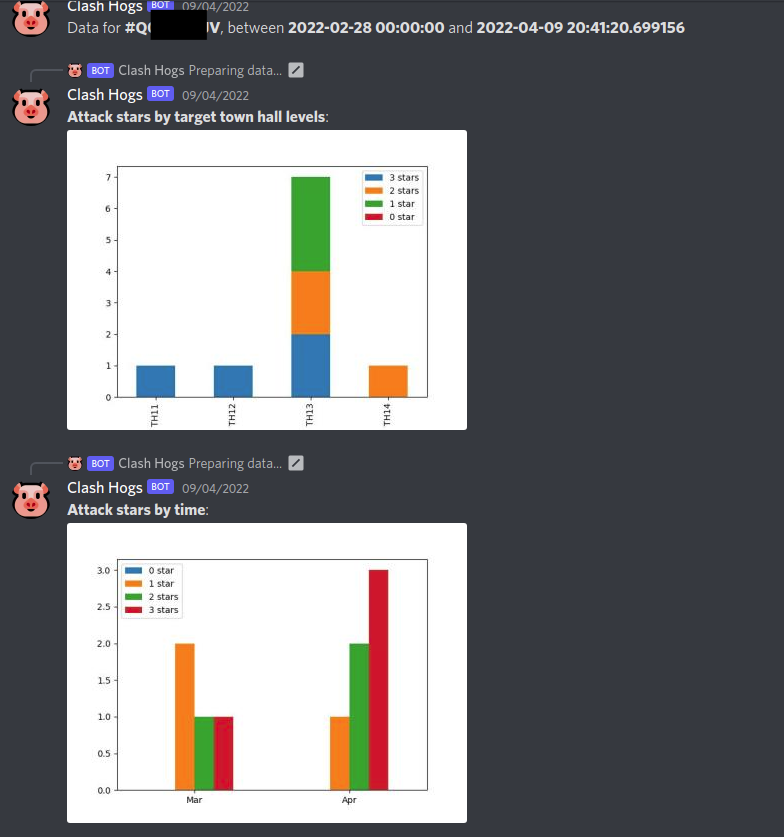 Clash Hogs BOT 09/04/2022
Data for #Q JV, between 2022-02-28 00:00:00 and 2022-04-09 20:41:20.699156
BOT Clash Hogs Preparing data...
Clash Hogs BOT 09/04/2022
Attack stars by target town hall levels:
7
6
5
4
3
2
1
0
3 stars
2 stars
1 star
0 star
TH11 TH12 TH13 TH14
BOT Clash Hogs Preparing data...
Clash Hogs BOT 09/04/2022
Attack stars by time:
3.0
2.5
2.0
1.5
1.0
0.5
0.0
0 star
1 star
2 stars
3 stars
Mar Apr